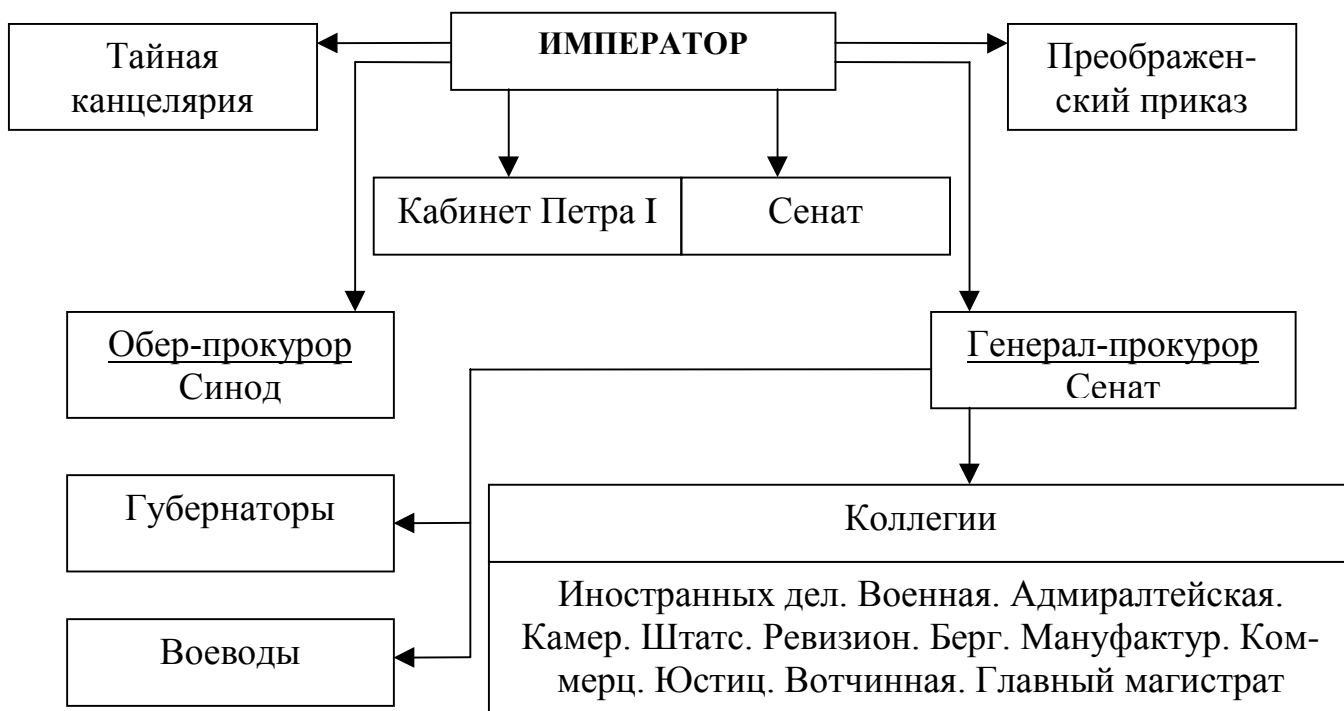 ИМПЕРАТОР
Тайная
канцелярия
Преображен-
ский приказ
Кабинет Петра I
Сенат
Обер-прокурор
Синод
Генерал-прокурор
Сенат
Губернаторы
Воеводы
Коллегии
Иностранных дел. Военная. Адмиралтейская.
Камер. Штатс. Ревизион. Берг. Мануфактур. Ком-
мерц. Юстиц. Вотчинная. Главный магистрат